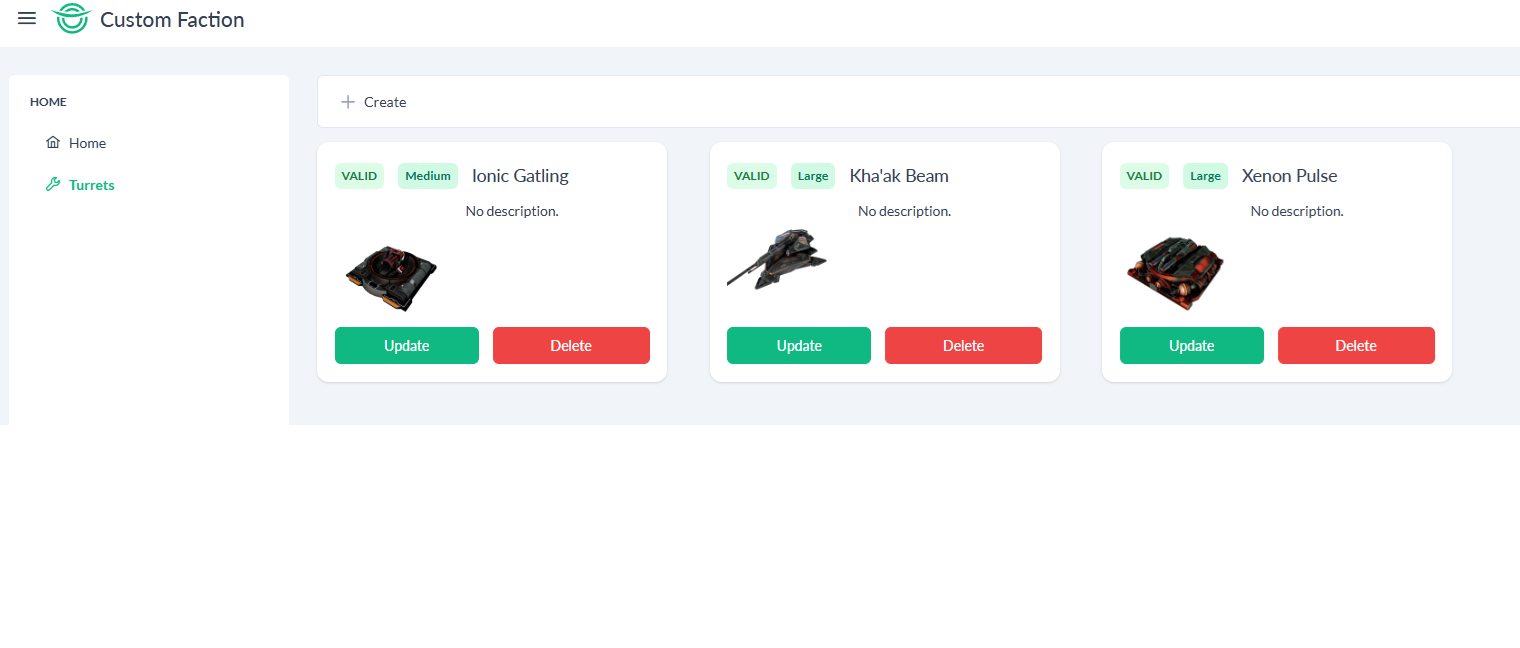 Custom Faction
HOME
Home
Turrets
Create
VALID Medium Ionic Gatling
No description.
Update Delete
VALID Large Kha'ak Beam
No description.
Update Delete
VALID Large Xenon Pulse
No description.
Update Delete